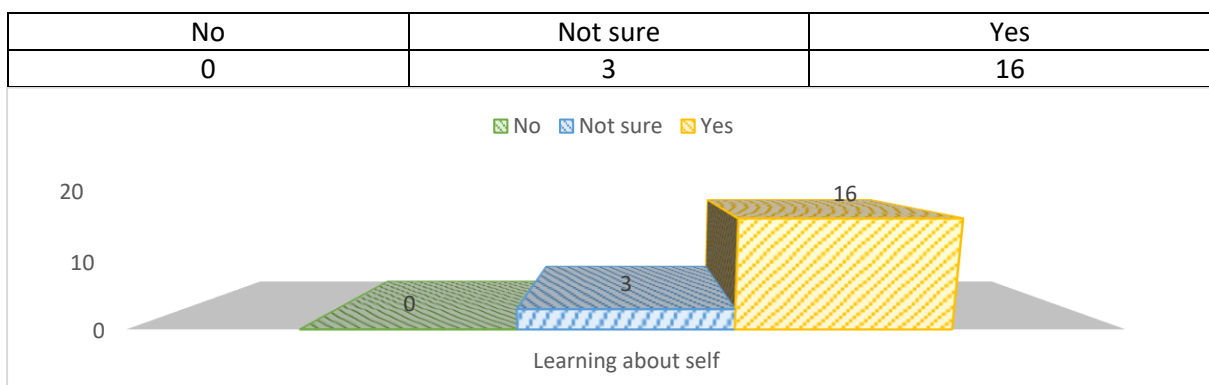 No Not sure Yes
0 3 16
No Not sure Yes
20
16
10
3
0
0
Learning about self